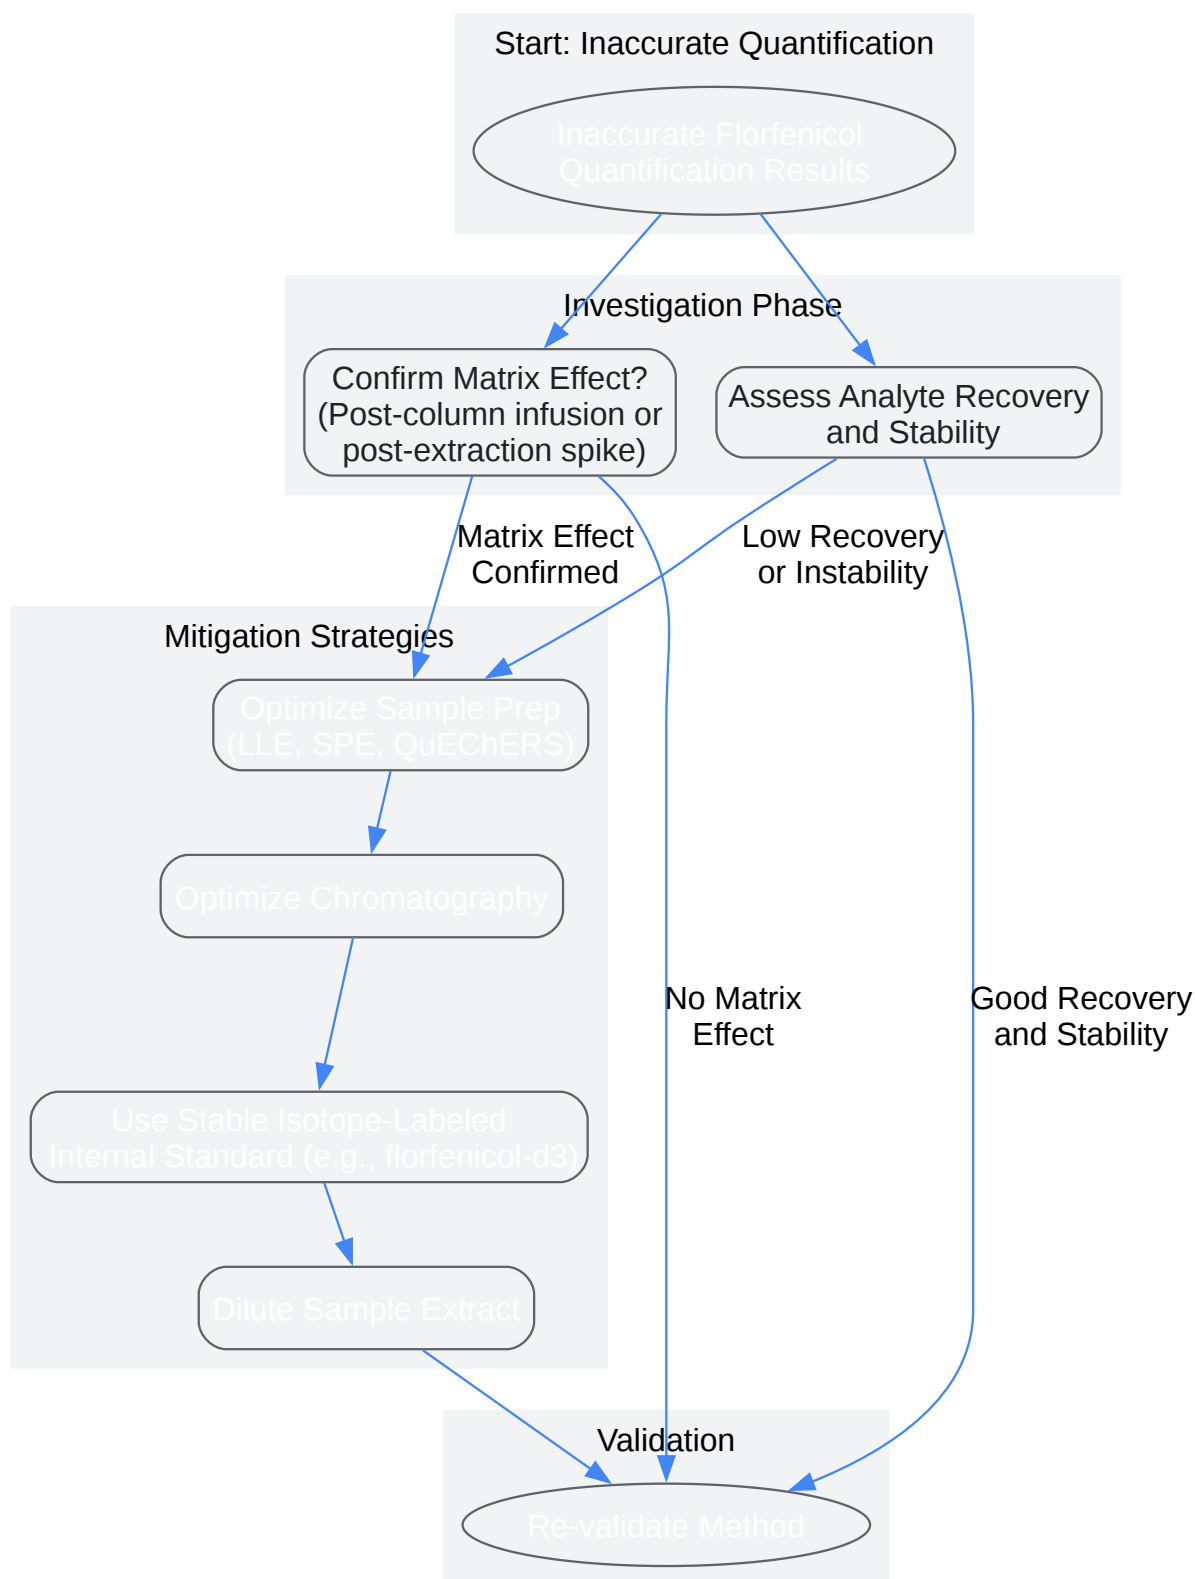 Start: Inaccurate Quantification
Inaccurate Florfenicol
Quantification Results
Investigation Phase
Confirm Matrix Effect?
(Post-column infusion or
post-extraction spike)
Assess Analyte Recovery
and Stability
Matrix Effect
Confirmed
Low Recovery
or Instability
Mitigation Strategies
Optimize Sample Prep
(LLE, SPE, QuEChERS)
Optimize Chromatography
No Matrix
Effect
Good Recovery
and Stability
Use Stable Isotope-Labeled
Internal Standard (e.g., florfenicol-d3)
Dilute Sample Extract
Validation
Re-validate Method